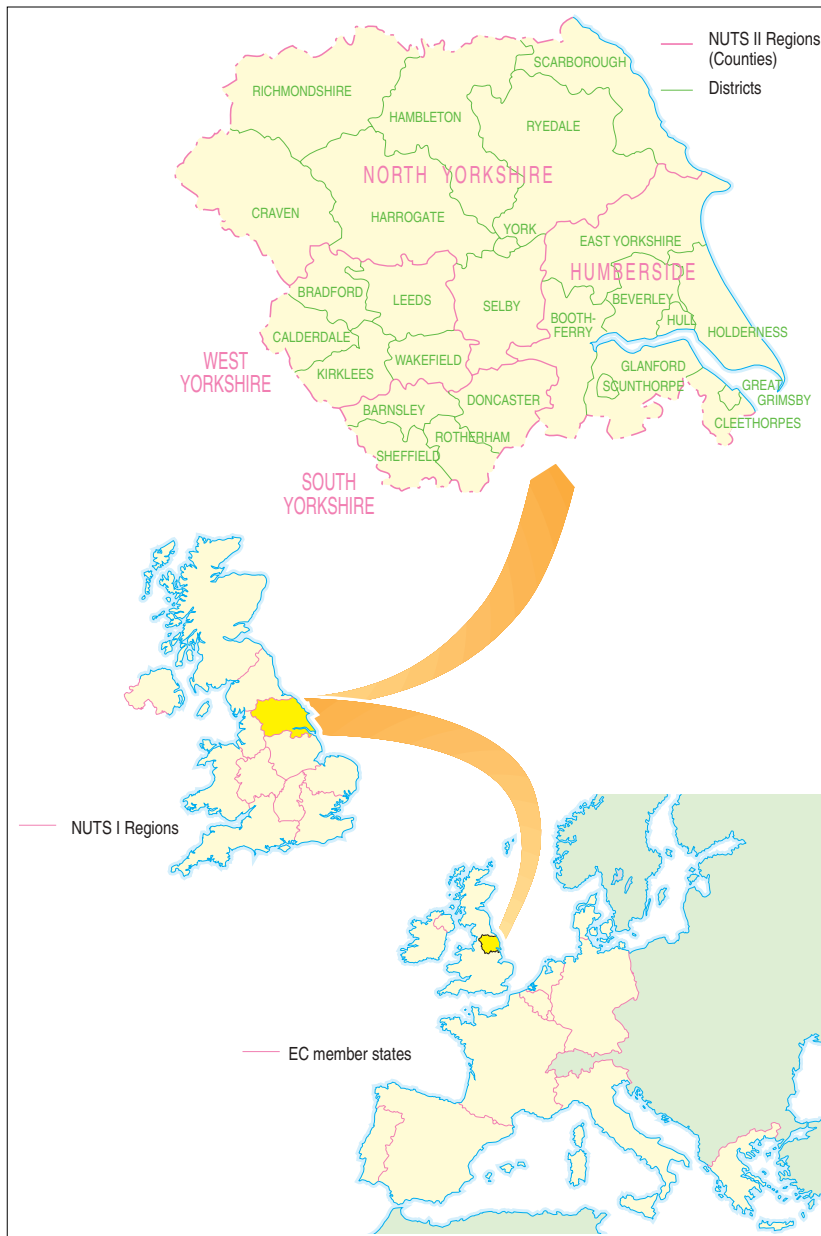 NUTS II Regions
(Counties)
Districts
SCARBOROUGH
RICHMONDSHIRE
HAMBLETON
RYEDALE
NORTH YORKSHIRE
CRAVEN
HARROGATE
YORK
EAST YORKSHIRE
HUMBERSIDE
BRADFORD
LEEDS
SELBY
BEVERLEY
BOOTH-
FERRY
HULL
HOLDERNESS
CALDERDALE
WAKEFIELD
WEST
YORKSHIRE
KIRKLEES
GLANFORD
SCUNTHORPE
GREAT
GRIMSBY
CLEETHORPES
BARNSLEY
DONCASTER
ROTHERHAM
SHEFFIELD
SOUTH
YORKSHIRE
NUTS I Regions
EC member states